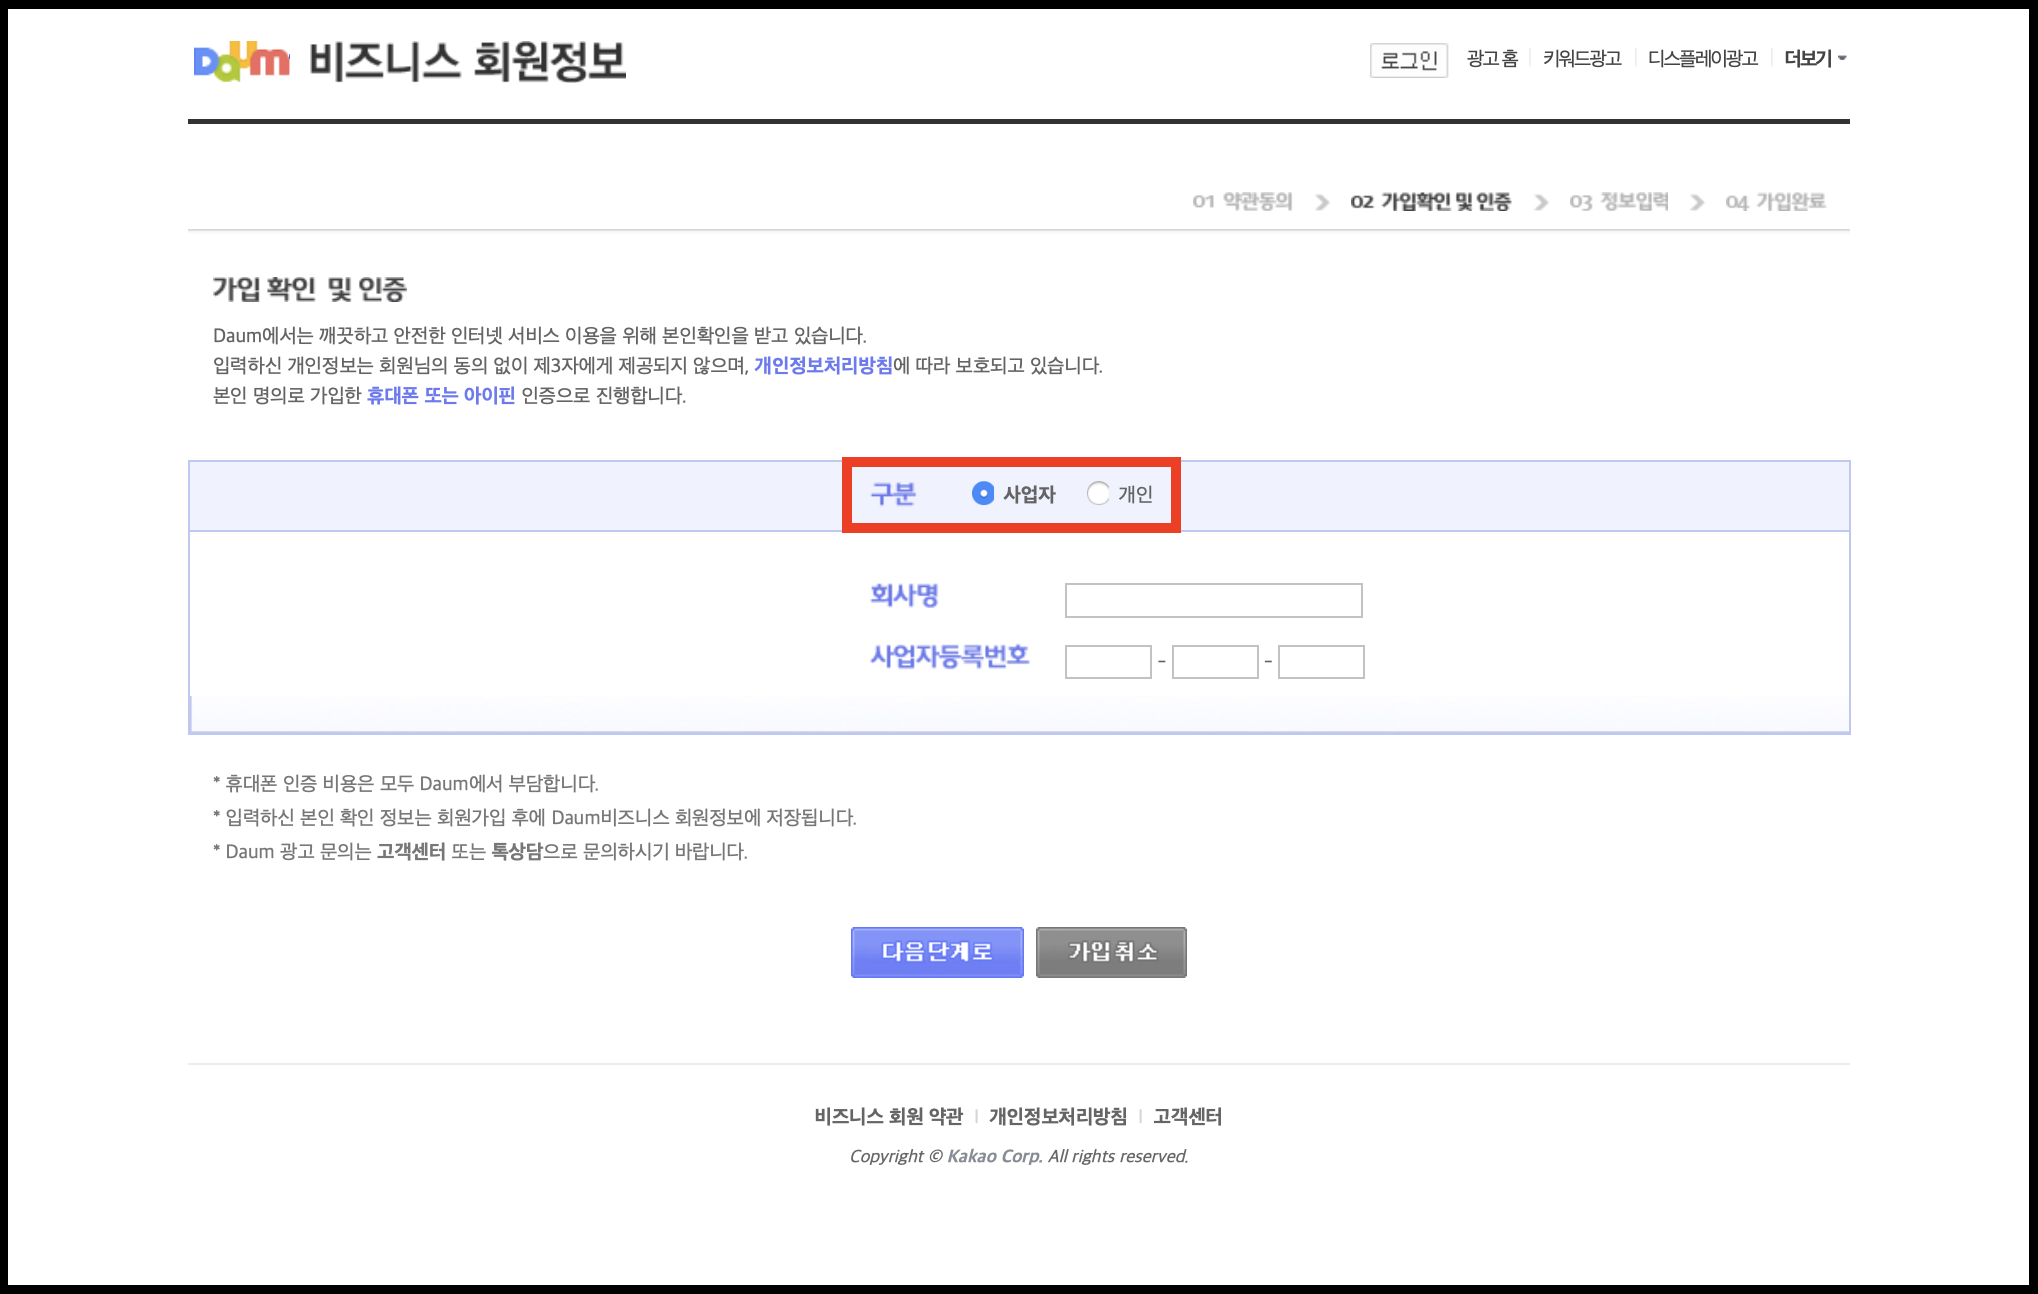 Daum 비즈니스 회원정보
로그인 광고 홈 키워드광고 디스플레이광고 더보기
01 약관동의 02 가입확인 및 인증 03 정보입력 04 가입완료
가입 확인 및 인증
Daum에서는 깨끗하고 안전한 인터넷 서비스 이용을 위해 본인확인을 받고 있습니다.
입력하신 개인정보는 회원님의 동의 없이 제3자에게 제공되지 않으며, 개인정보처리방침에 따라 보호되고 있습니다.
본인 명의로 가입한 휴대폰 또는 아이핀 인증으로 진행합니다.
구분 사업자 개인
회사명
사업자등록번호 - -
* 휴대폰 인증 비용은 모두 Daum에서 부담합니다.
* 입력하신 본인 확인 정보는 회원가입 후에 Daum비즈니스 회원정보에 저장됩니다.
* Daum 광고 문의는 고객센터 또는 톡상담으로 문의하시기 바랍니다.
다음단계로 가입취소
비즈니스 회원 약관 개인정보처리방침 고객센터
Copyright © Kakao Corp. All rights reserved.